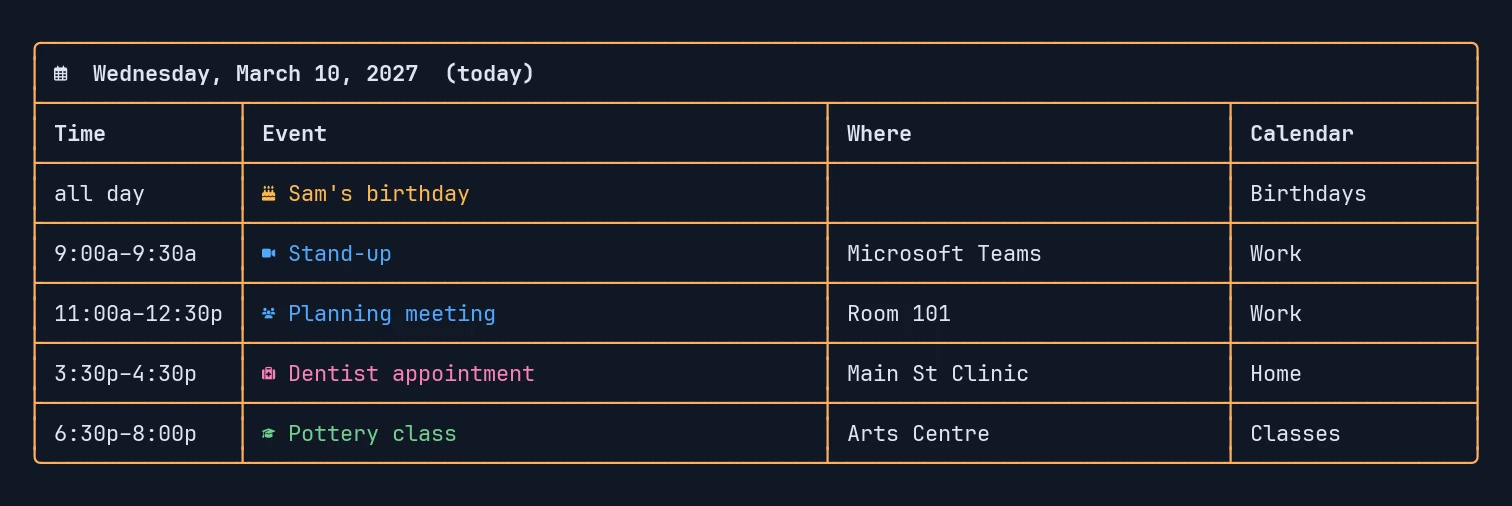 Wednesday, March 10, 2027 (today)
Time Event Where Calendar
all day Sam's birthday Birthdays
9:00a–9:30a Stand-up Microsoft Teams Work
11:00a–12:30p Planning meeting Room 101 Work
3:30p–4:30p Dentist appointment Main St Clinic Home
6:30p–8:00p Pottery class Arts Centre Classes